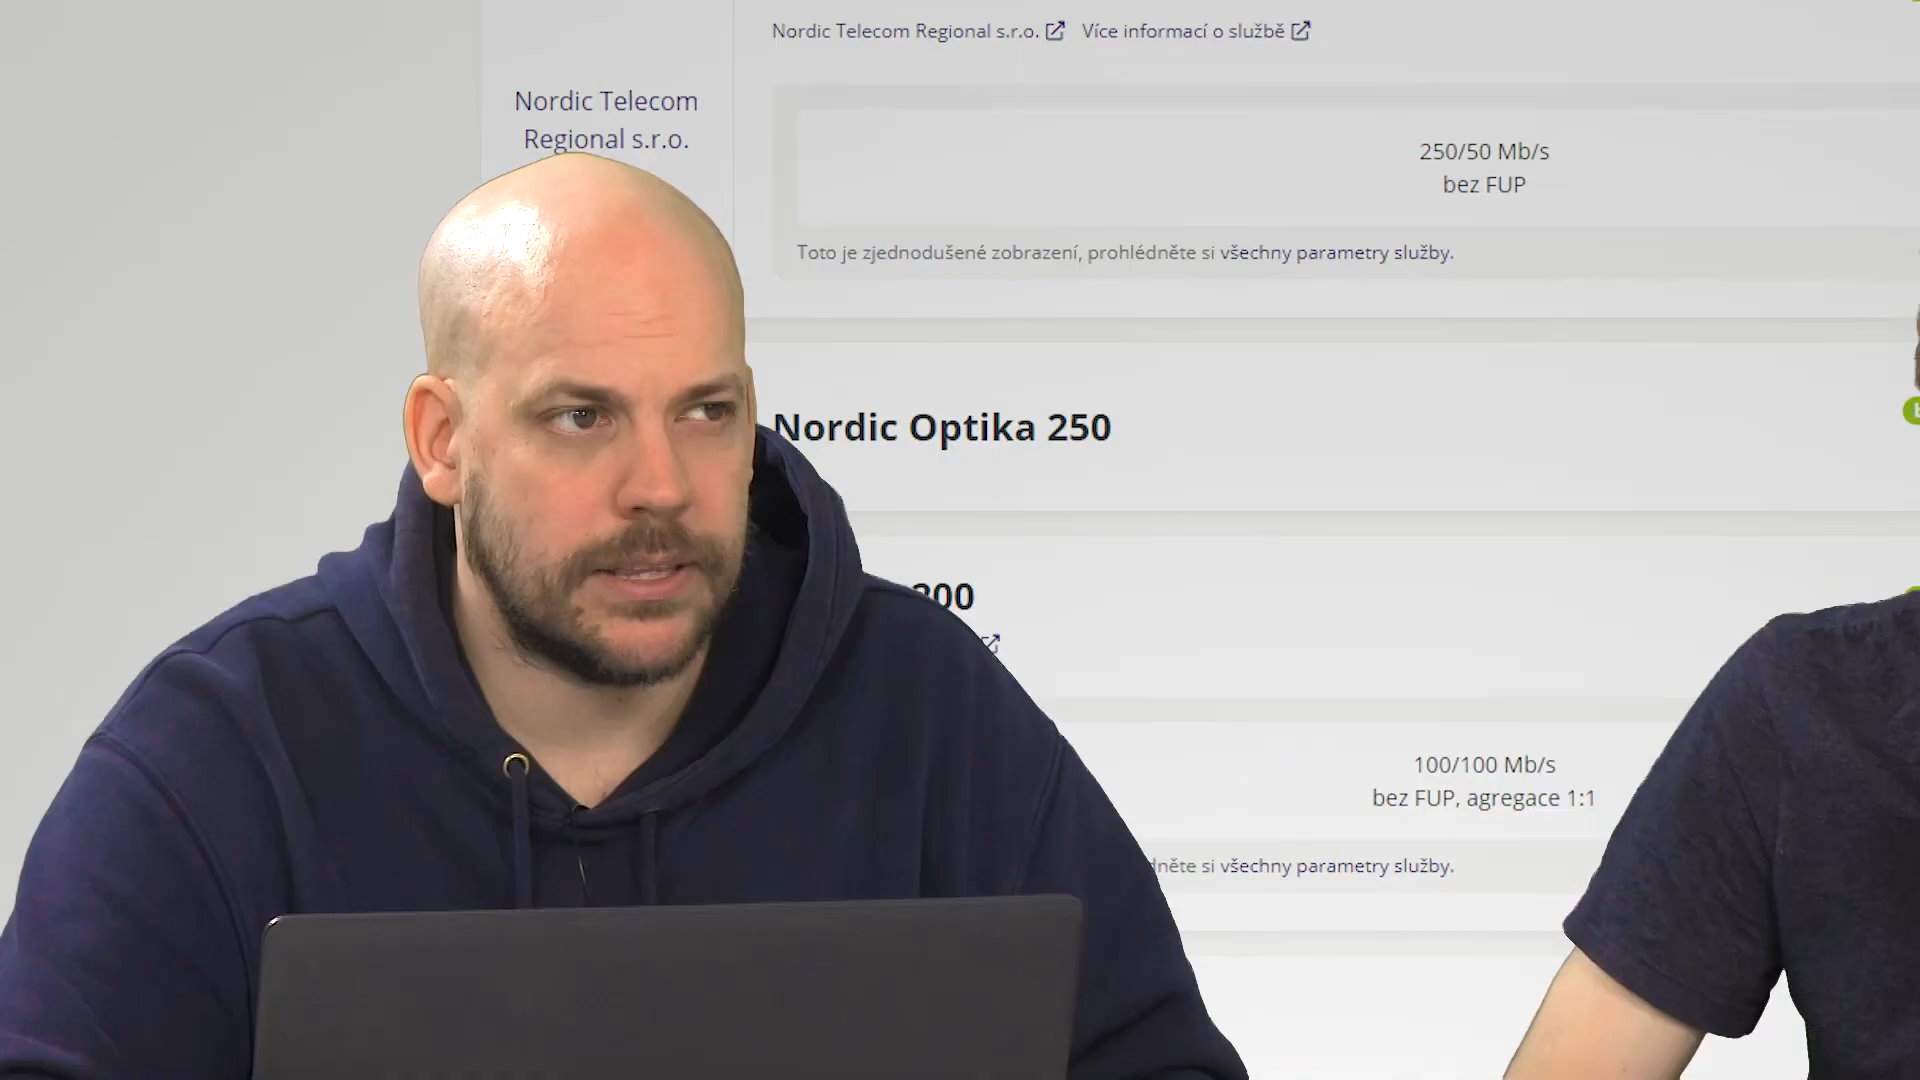 Nordic Telecom Regional s.r.o. Více informací o službě
Nordic Telecom
Regional s.r.o.
250/50 Mb/s
bez FUP
Toto je zjednodušené zobrazení, prohlédněte si všechny parametry služby.
Nordic Optika 250
100/100 Mb/s
bez FUP, agregace 1:1
si všechny parametry služby.